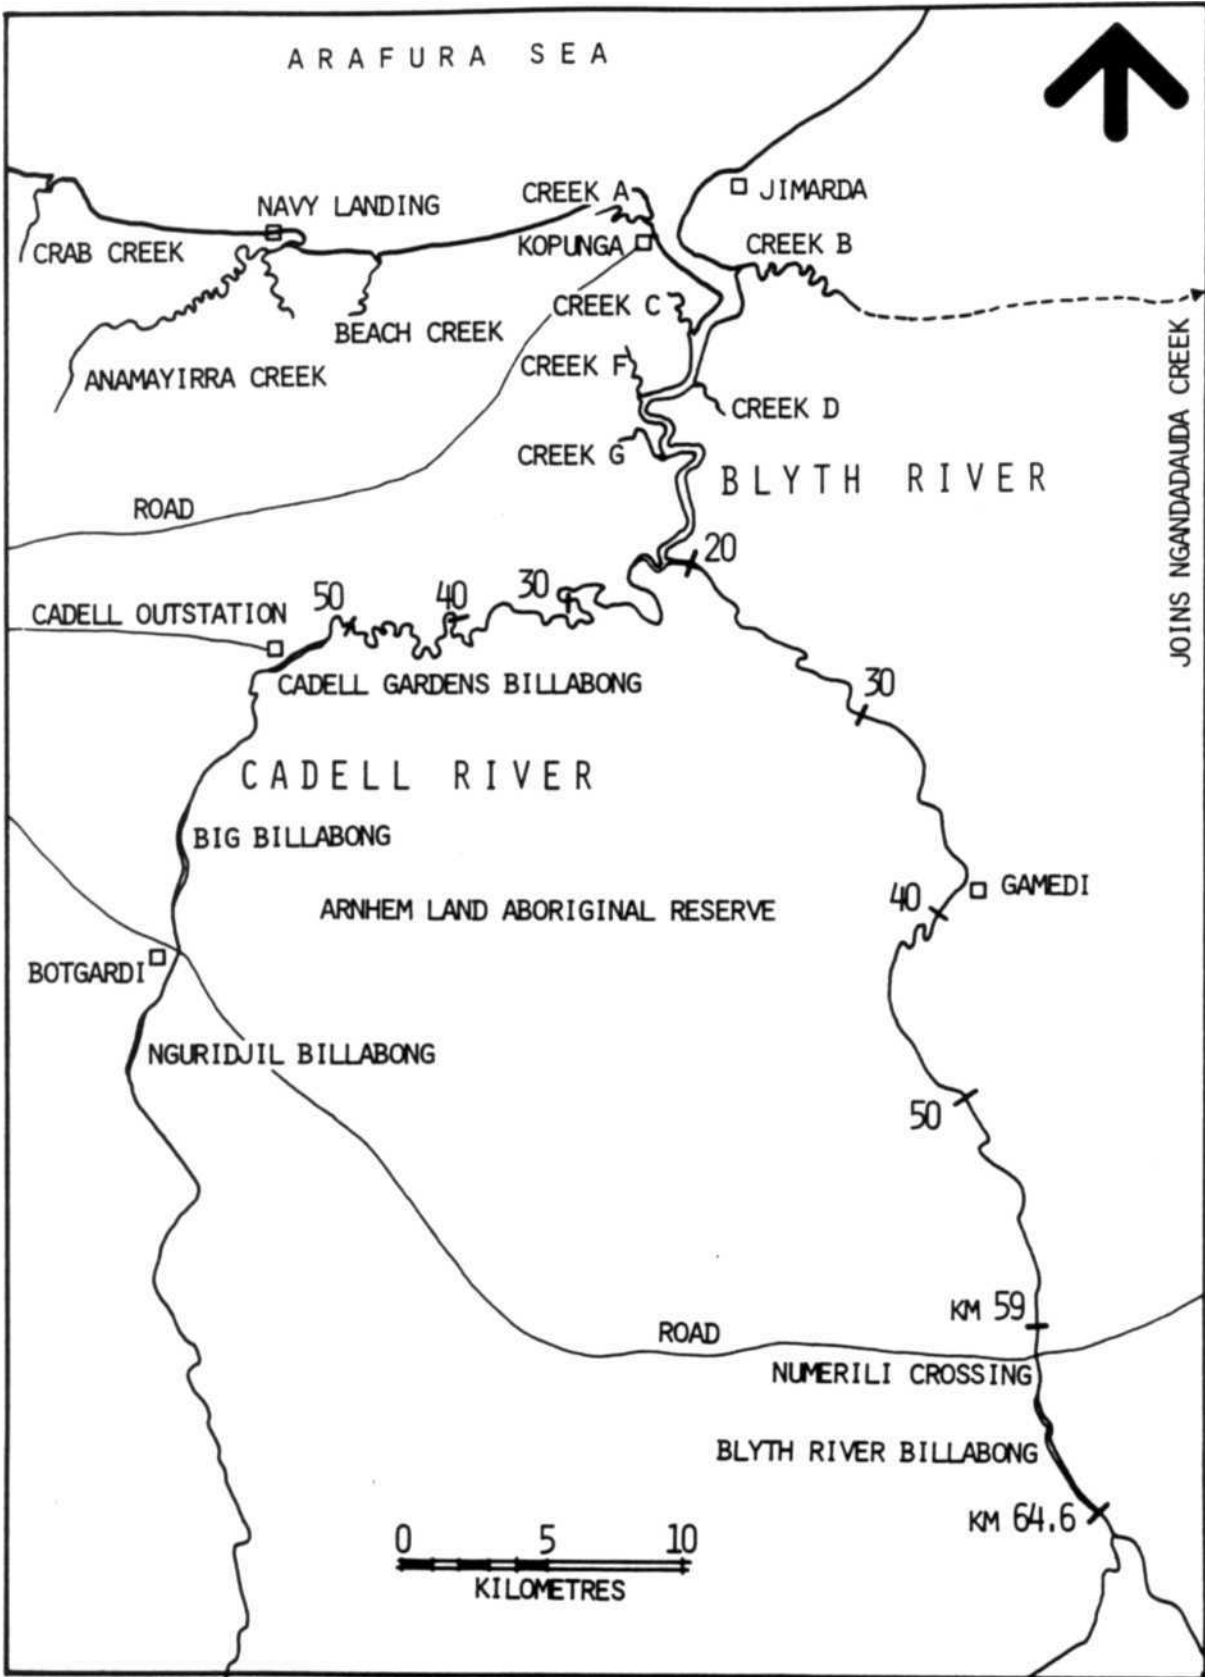 ARAFURA SEA
CREEK A
JIMARDA
NAVY LANDING
KOPUNGA
CREEK B
CRAB CREEK
CREEK C
BEACH CREEK
JOINS NGANDADAUDA CREEK
CREEK F
ANAMAYIRRA CREEK
CREEK D
CREEK G
BLYTH RIVER
ROAD
20
50
40
30
CADELL OUTSTATION
CADELL GARDENS BILLABONG
30
CADELL RIVER
BIG BILLABONG
GAMEDI
40
ARNHEM LAND ABORIGINAL RESERVE
BOTGARDI
NGURIDJIL BILLABONG
50
KM 59
ROAD
NUMERILI CROSSING
BLYTH RIVER BILLABONG
KM 64.6
0 5 10
KILOMETRES